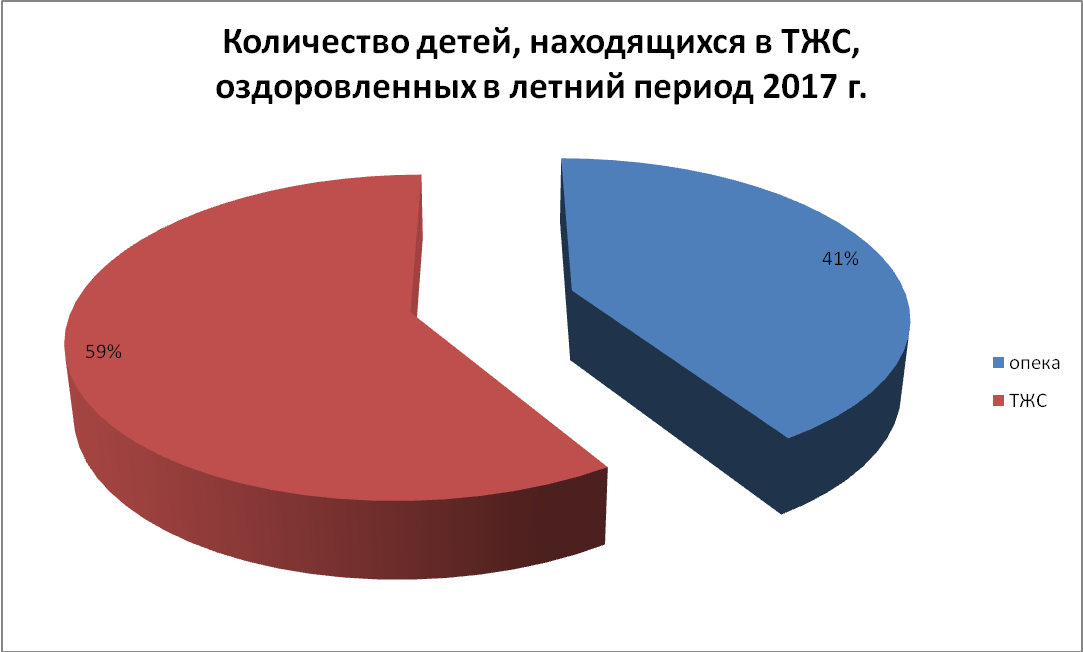 Количество детей, находящихся в ТЖС,
оздоровленных в летний период 2017 г.
41%
59%
опека
ТЖС